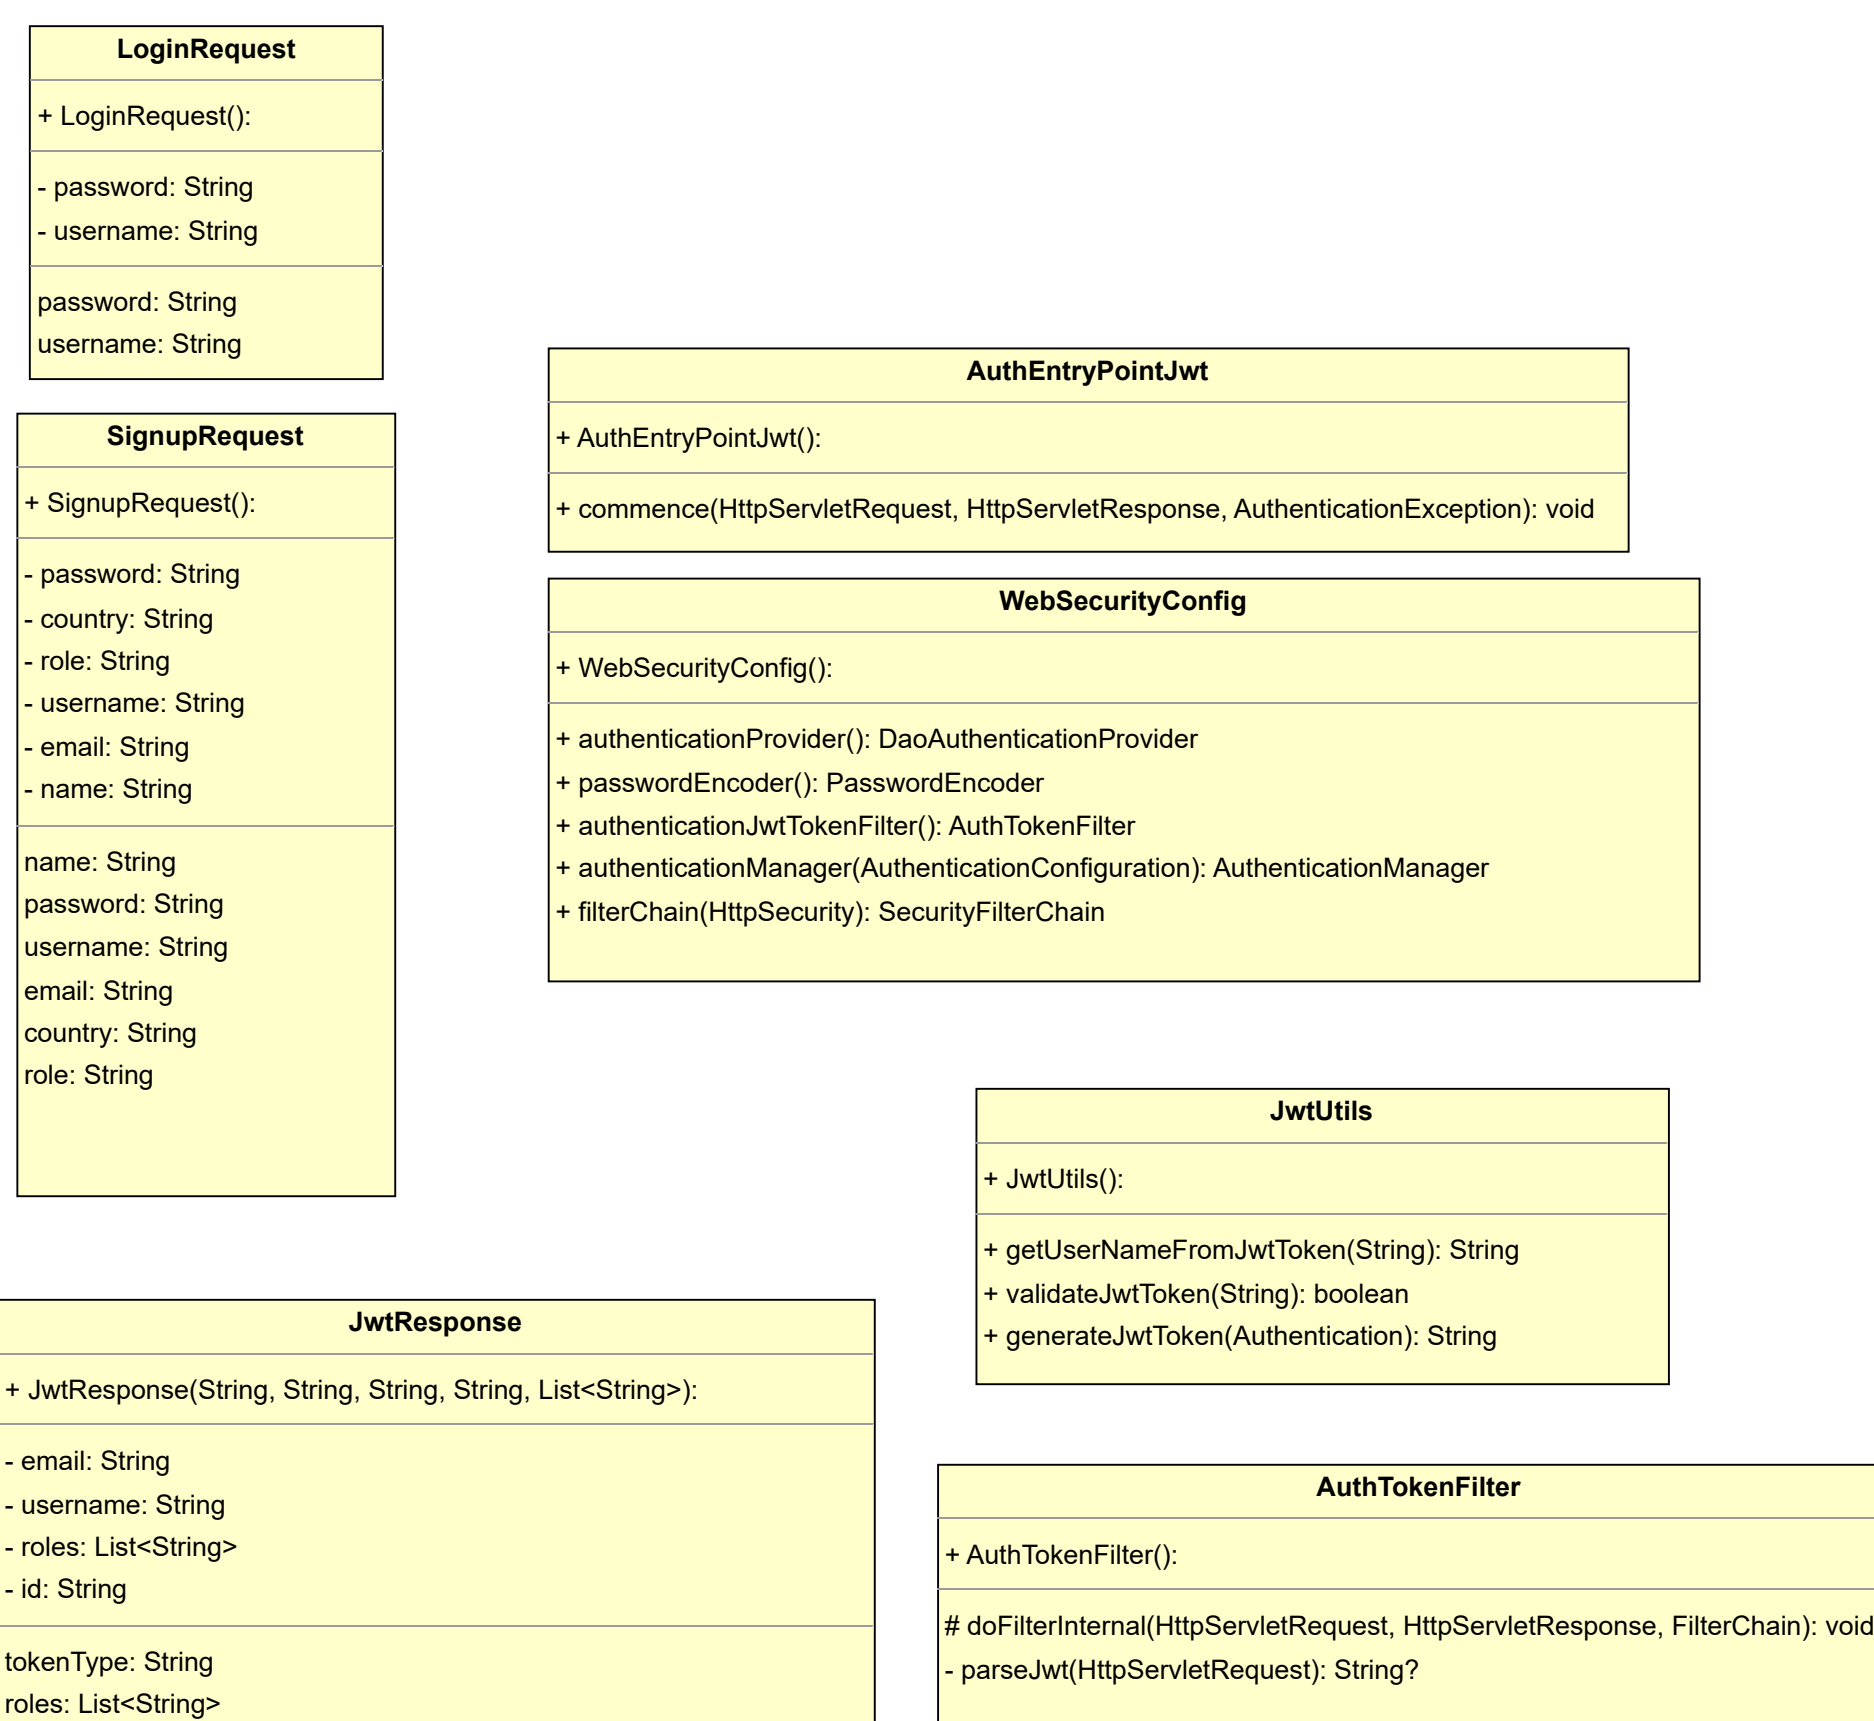 LoginRequest
+ LoginRequest():
- password: String
- username: String
password: String
username: String
SignupRequest
+ SignupRequest():
- password: String
- country: String
- role: String
- username: String
- email: String
- name: String
name: String
password: String
username: String
email: String
country: String
role: String
AuthEntryPointJwt
+ AuthEntryPointJwt():
+ commence(HttpServletRequest, HttpServletResponse, AuthenticationException): void
WebSecurityConfig
+ WebSecurityConfig():
+ authenticationProvider(): DaoAuthenticationProvider
+ passwordEncoder(): PasswordEncoder
+ authenticationJwtTokenFilter(): AuthTokenFilter
+ authenticationManager(AuthenticationConfiguration): AuthenticationManager
+ filterChain(HttpSecurity): SecurityFilterChain
JwtUtils
+ JwtUtils():
+ getUserNameFromJwtToken(String): String
+ validateJwtToken(String): boolean
+ generateJwtToken(Authentication): String
JwtResponse
+ JwtResponse(String, String, String, String, List<String>):
- email: String
- username: String
- roles: List<String>
- id: String
tokenType: String
roles: List<String>
AuthTokenFilter
+ AuthTokenFilter():
# doFilterInternal(HttpServletRequest, HttpServletResponse, FilterChain): void
- parseJwt(HttpServletRequest): String?